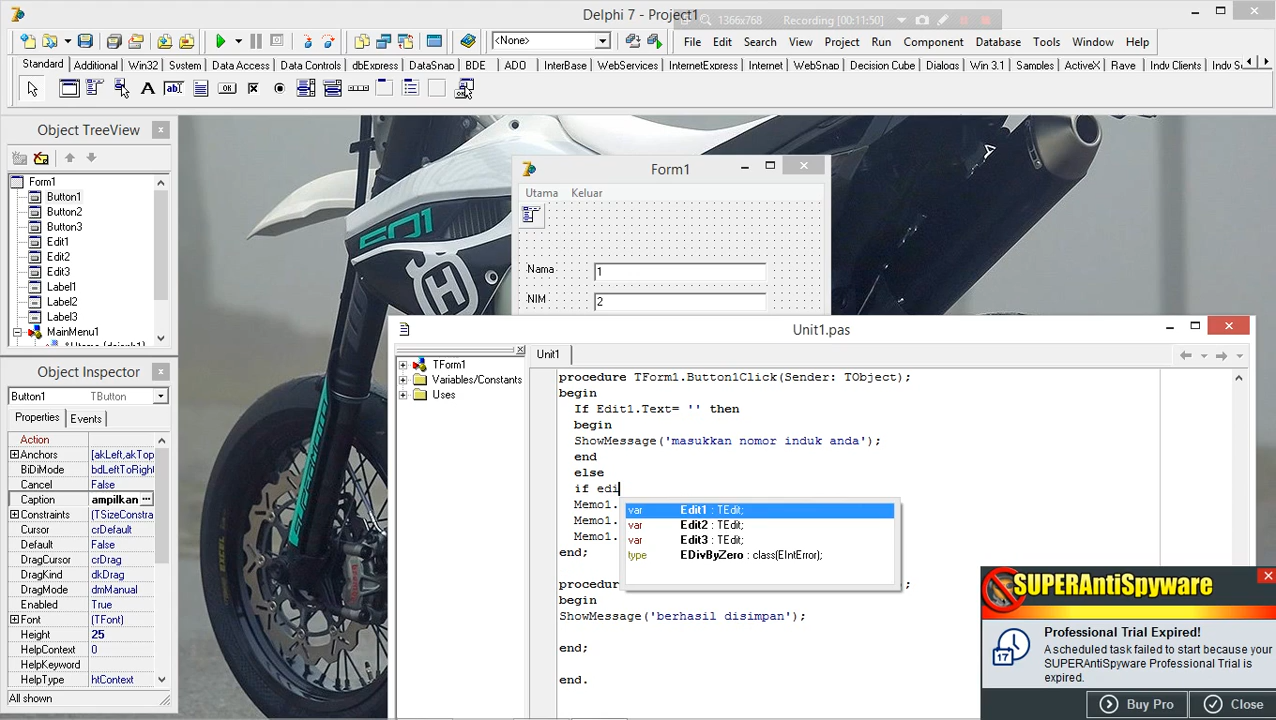 Delphi 7 - Project1
1366x768
Recording [00:11:50]
<None>
File Edit Search View Project Run Component Database Tools Window Help
Standard Additional Win32 System Data Access Data Controls dbExpress DataSnap BDE ADO InterBase WebServices InternetExpress Internet WebSnap Decision Cube Dialogs Win 3.1 Samples ActiveX Rave Indy Clients
Object TreeView
Form1
Button1
Button2
Button3
Edit1
Edit2
Edit3
Label1
Label2
Label3
MainMenu1
Object Inspector
Button1 TButton
Properties Events
Action
Anchors [akLeft,akTop
BiDiMode bdLeftToRigh
Cancel False
Caption ampilkan ...
Constraints (TSizeConstra
Cursor crDefault
Default False
DragCursor crDrag
DragKind dkDrag
DragMode dmManual
Enabled True
Font (TFont)
Height 25
HelpContext 0
HelpKeyword
HelpType htContext
All shown
Form1
Utama Keluar
Nama 1
NIM 2
Unit1.pas
TForm1
Variables/Constants
Uses
Unit1
procedure TForm1.Button1Click(Sender: TObject);
begin
If Edit1.Text= '' then
begin
ShowMessage('masukkan nomor induk anda');
end
else
if edi
Memo1.
Memo1.
Memo1.
end;
var Edit1 : TEdit;
var Edit2 : TEdit;
var Edit3 : TEdit;
type EDivByZero : class(EIntError);
begin
ShowMessage('berhasil disimpan');
end;
end.
SUPERAntiSpyware
Professional Trial Expired!
A scheduled task failed to start because your
SUPERAntiSpyware Professional Trial is
expired.
17
Buy Pro
Close